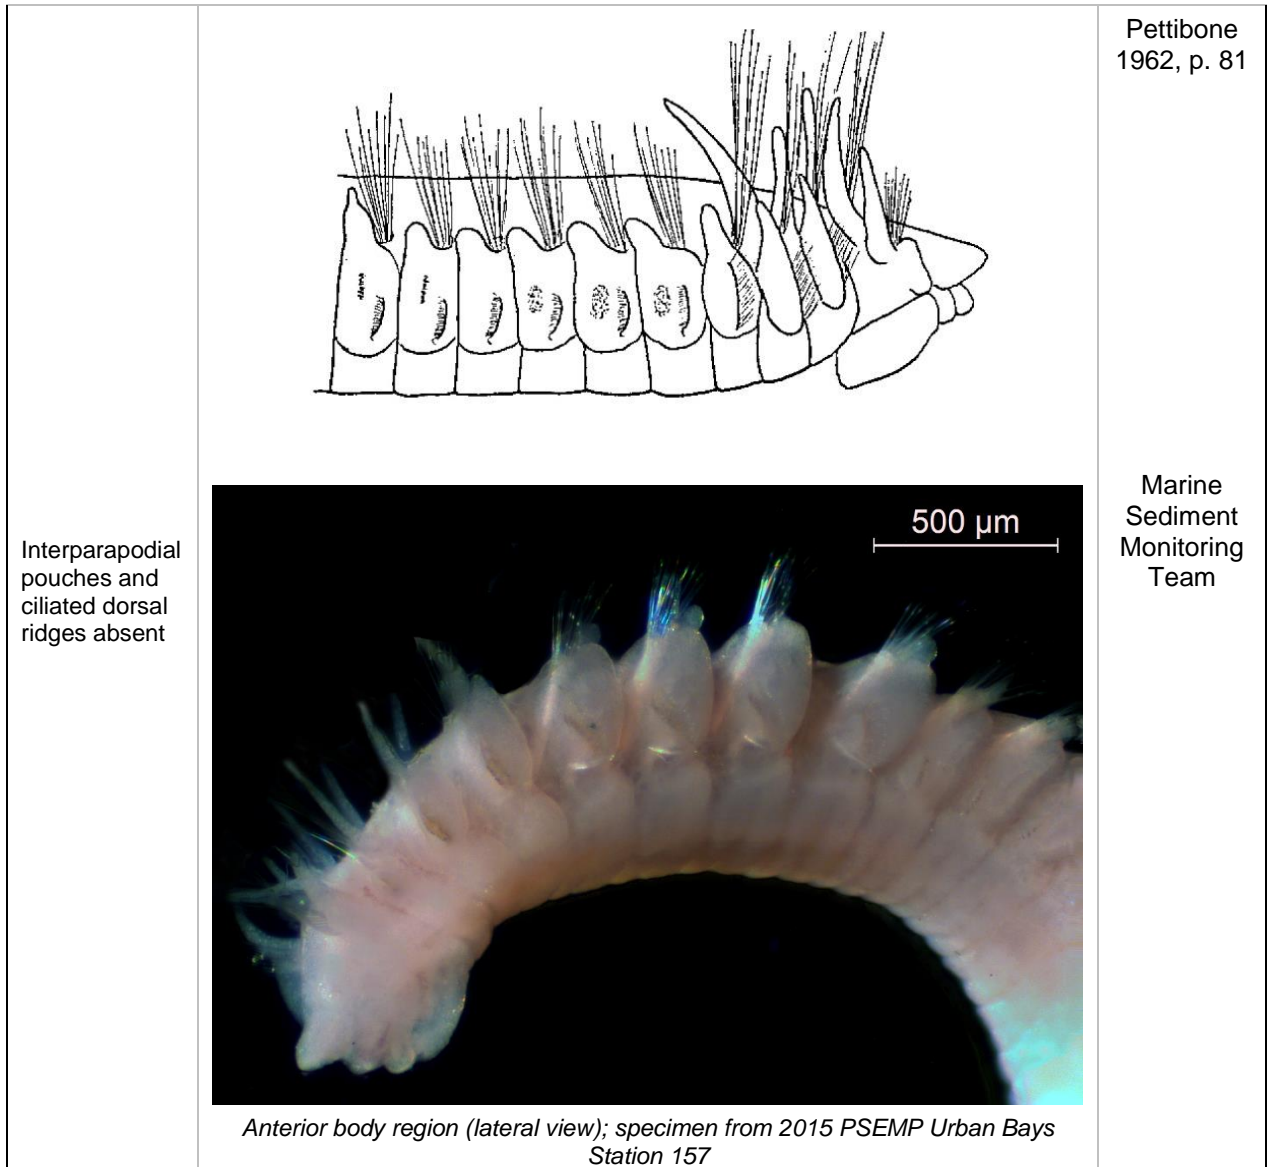 Pettibone
1962, p. 81
Interparapodial
pouches and
ciliated dorsal
ridges absent
500 µm
Marine
Sediment
Monitoring
Team
Anterior body region (lateral view); specimen from 2015 PSEMP Urban Bays
Station 157